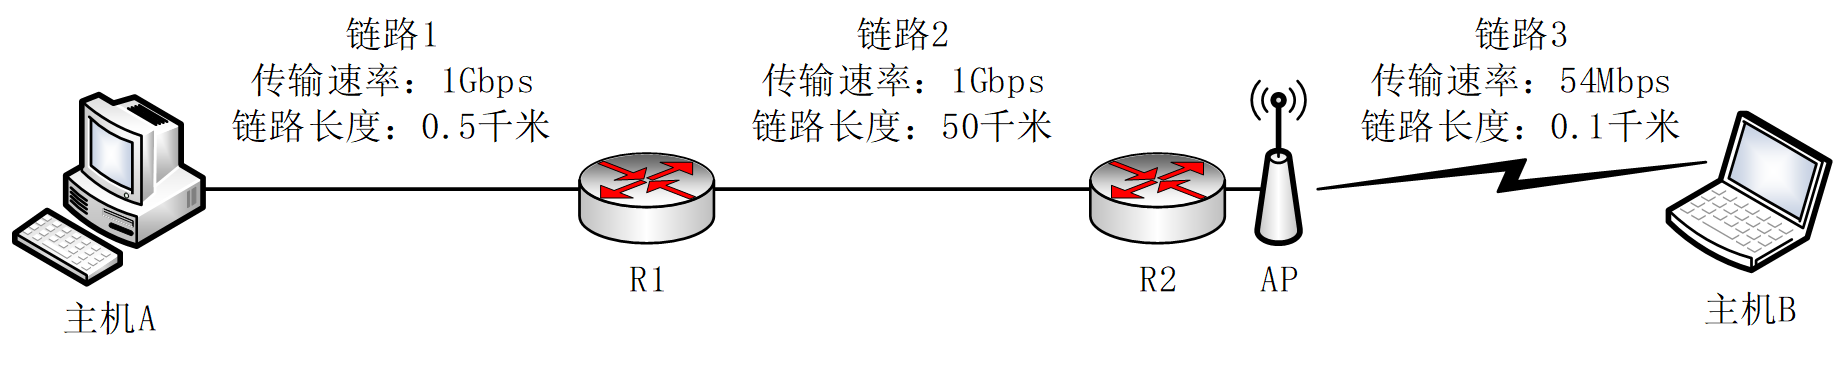 链路1
传输速率：1Gbps
链路长度：0.5千米
链路2
传输速率：1Gbps
链路长度：50千米
链路3
传输速率：54Mbps
链路长度：0.1千米
R1
R2
AP
主机A
主机B